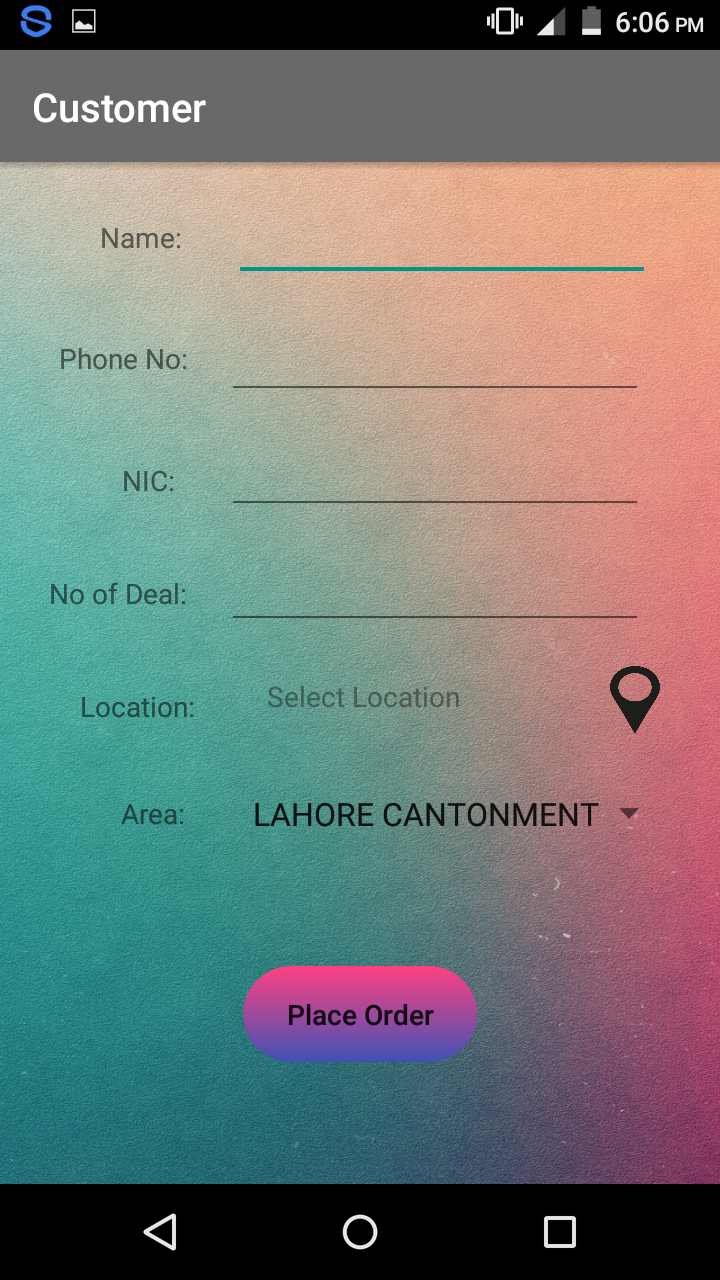 6:06 PM
Customer
Name:
Phone No:
NIC:
No of Deal:
Location: Select Location
Area: LAHORE CANTONMENT
Place Order